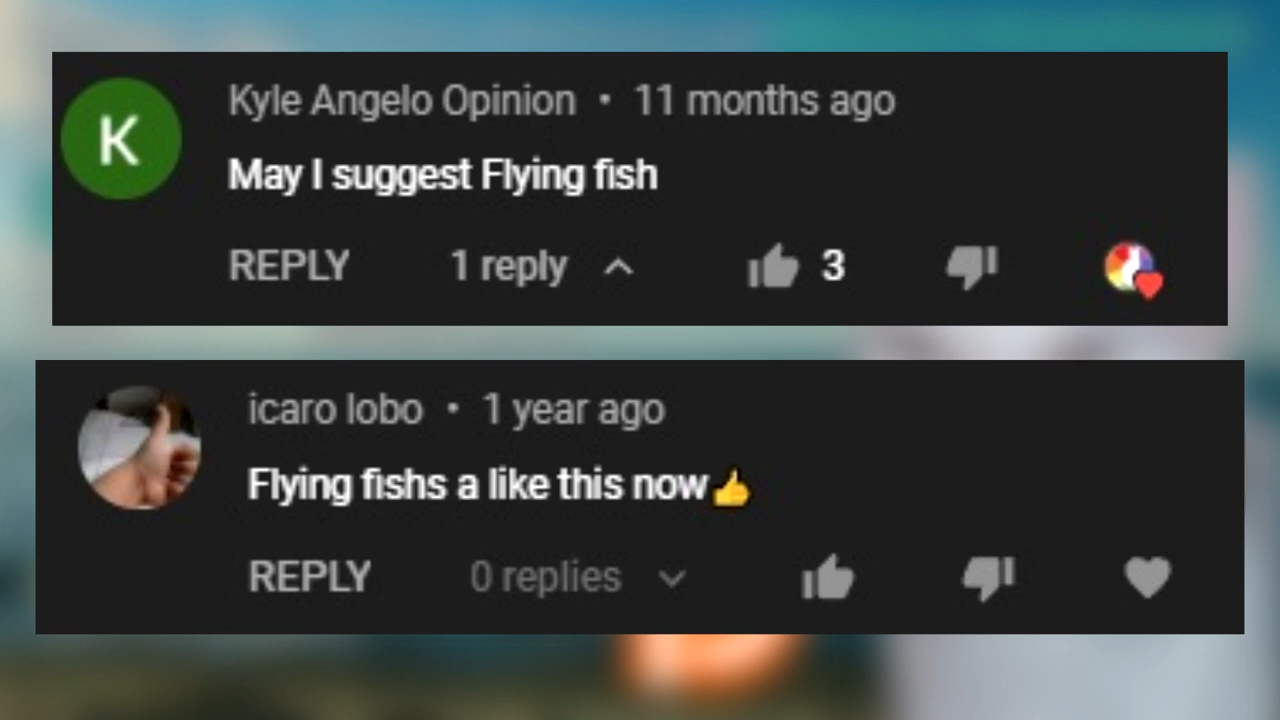 K
Kyle Angelo Opinion • 11 months ago
May I suggest Flying fish
REPLY 1 reply 3
icaro lobo • 1 year ago
Flying fishs a like this now👍
REPLY 0 replies